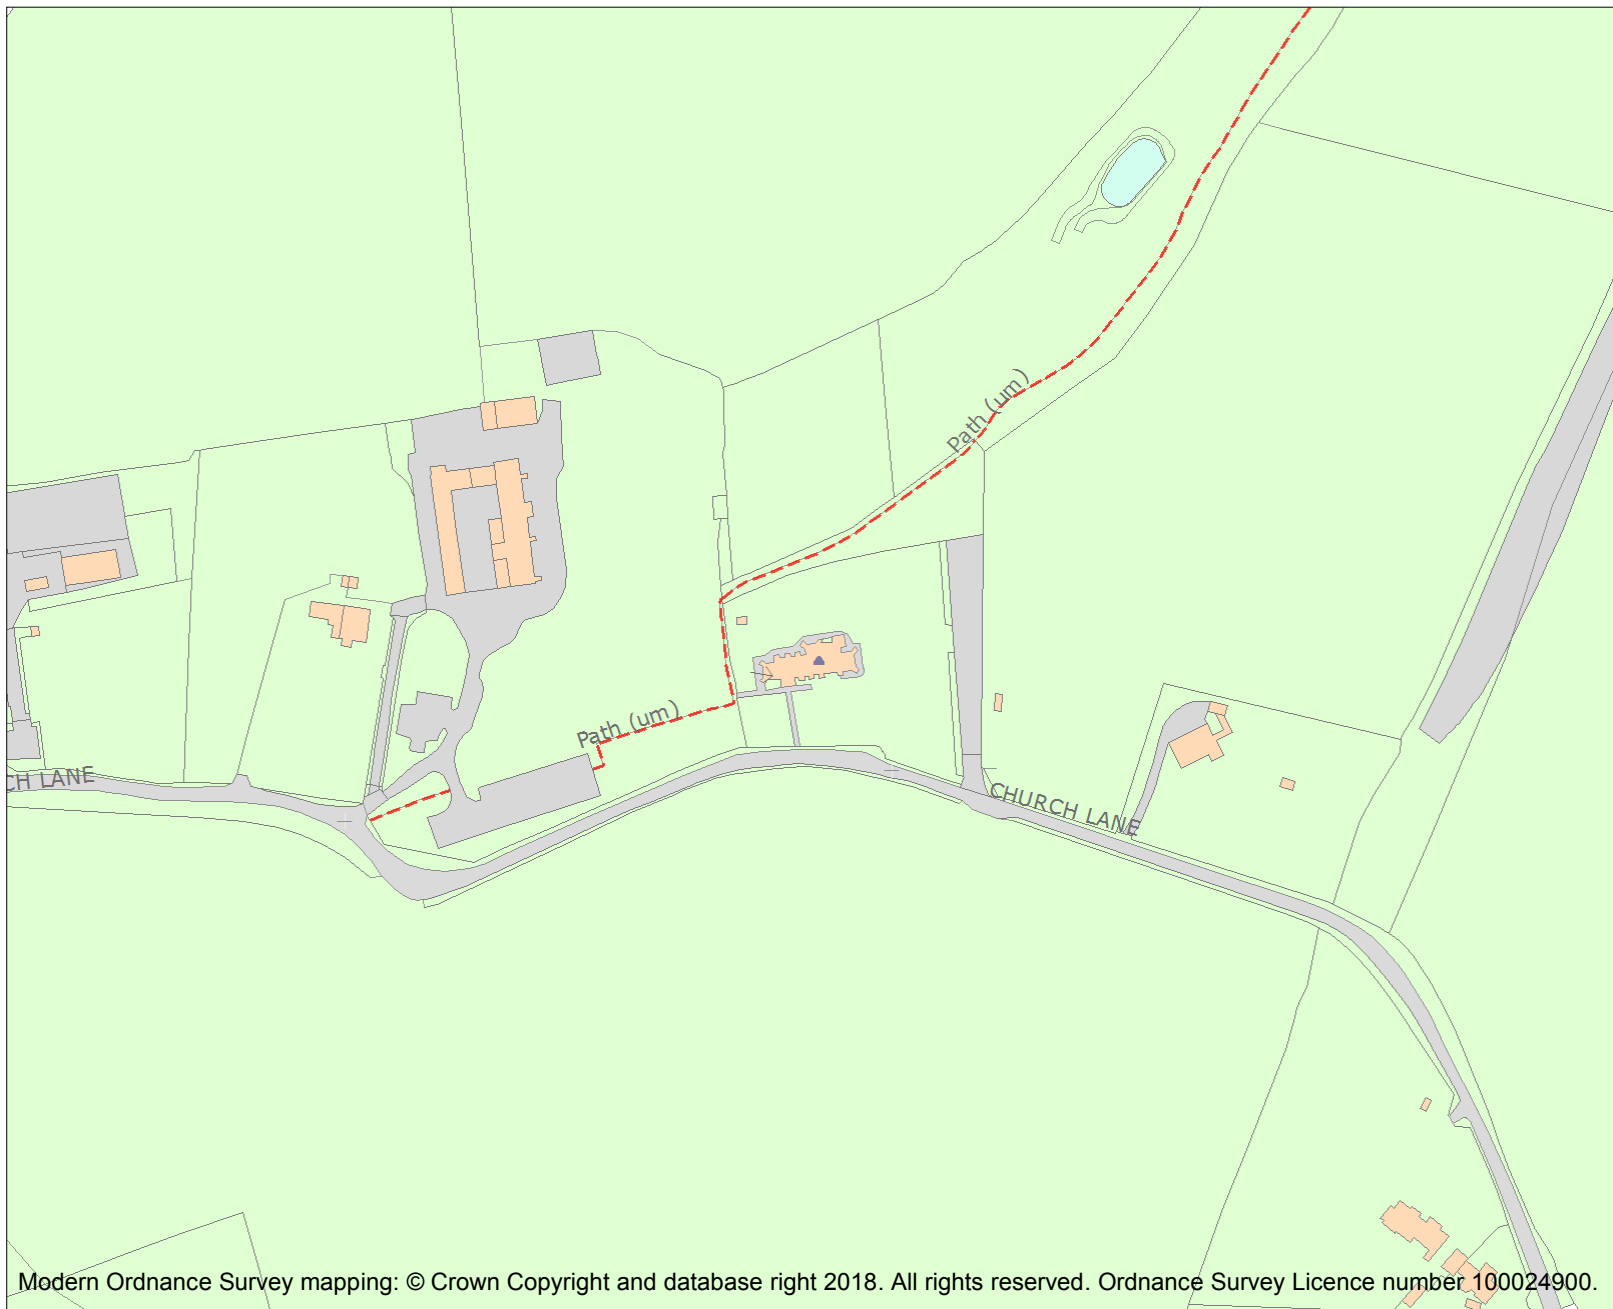 Path (um)
Path (um)
CH LANE
CHURCH LANE
Modern Ordnance Survey mapping: © Crown Copyright and database right 2018. All rights reserved. Ordnance Survey Licence number 100024900.